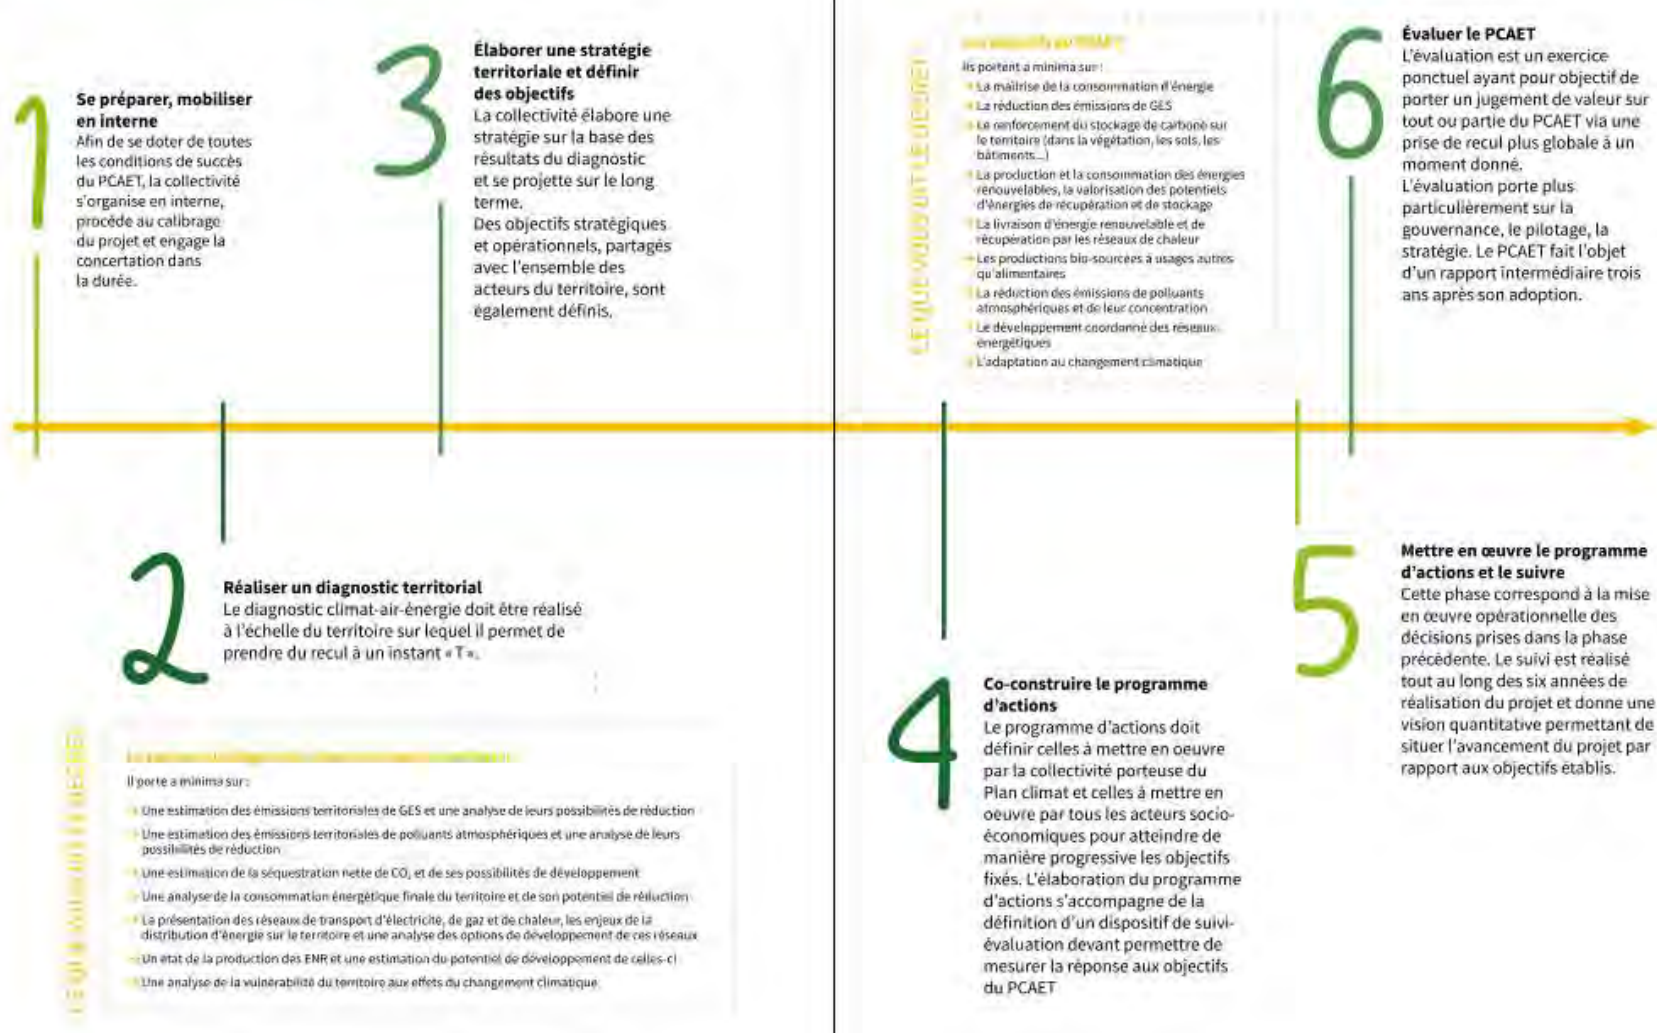 1
Se préparer, mobiliser
en interne
Afin de se doter de toutes
les conditions de succès
du PCAET, la collectivité
s'organise en interne,
procède au calibrage
du projet et engage la
concertation dans
la durée.
2
Réaliser un diagnostic territorial
Le diagnostic climat-air-énergie doit être réalisé
à l'échelle du territoire sur lequel il permet de
prendre du recul à un instant « T ».
Il porte a minima sur :
Une estimation des émissions territoriales de GES et une analyse de leurs possibilités de réduction
Une estimation des émissions territoriales de polluants atmosphériques et une analyse de leurs
possibilités de réduction
Une estimation de la séquestration nette de CO₂ et de ses possibilités de développement
Une analyse de la consommation énergétique finale du territoire et de son potentiel de réduction
La présentation des réseaux de transport d'électricité, de gaz et de chaleur, les enjeux de la
distribution d'énergie sur le territoire et une analyse des options de développement de ces réseaux
Un état de la production des ENR et une estimation du potentiel de développement de celles-ci
Une analyse de la vulnérabilité du territoire aux effets du changement climatique
3
Élaborer une stratégie
territoriale et définir
des objectifs
La collectivité élabore une
stratégie sur la base des
résultats du diagnostic
et se projette sur le long
terme.
Des objectifs stratégiques
et opérationnels, partagés
avec l'ensemble des
acteurs du territoire, sont
également définis.
LE QUE VOUS DIT LE DECRET
Ils portent a minima sur :
La maîtrise de la consommation d'énergie
La réduction des émissions de GES
Le renforcement du stockage de carbone sur
le territoire (dans la végétation, les sols, les
bâtiments...)
La production et la consommation des énergies
renouvelables, la valorisation des potentiels
d'énergies de récupération et de stockage
La livraison d'énergie renouvelable et de
récupération par les réseaux de chaleur
Les productions bio-sourcées à usages autres
qu'alimentaires
La réduction des émissions de polluants
atmosphériques et de leur concentration
Le développement coordonné des réseaux
énergétiques
L'adaptation au changement climatique
4
Co-construire le programme
d'actions
Le programme d'actions doit
définir celles à mettre en oeuvre
par la collectivité porteuse du
Plan climat et celles à mettre en
oeuvre par tous les acteurs socio-
économiques pour atteindre de
manière progressive les objectifs
fixés. L'élaboration du programme
d'actions s'accompagne de la
définition d'un dispositif de suivi-
évaluation devant permettre de
mesurer la réponse aux objectifs
du PCAET
5
Mettre en œuvre le programme
d'actions et le suivre
Cette phase correspond à la mise
en œuvre opérationnelle des
décisions prises dans la phase
précédente. Le suivi est réalisé
tout au long des six années de
réalisation du projet et donne une
vision quantitative permettant de
situer l'avancement du projet par
rapport aux objectifs établis.
6
Évaluer le PCAET
L'évaluation est un exercice
ponctuel ayant pour objectif de
porter un jugement de valeur sur
tout ou partie du PCAET via une
prise de recul plus globale à un
moment donné.
L'évaluation porte plus
particulièrement sur la
gouvernance, le pilotage, la
stratégie. Le PCAET fait l'objet
d'un rapport intermédiaire trois
ans après son adoption.